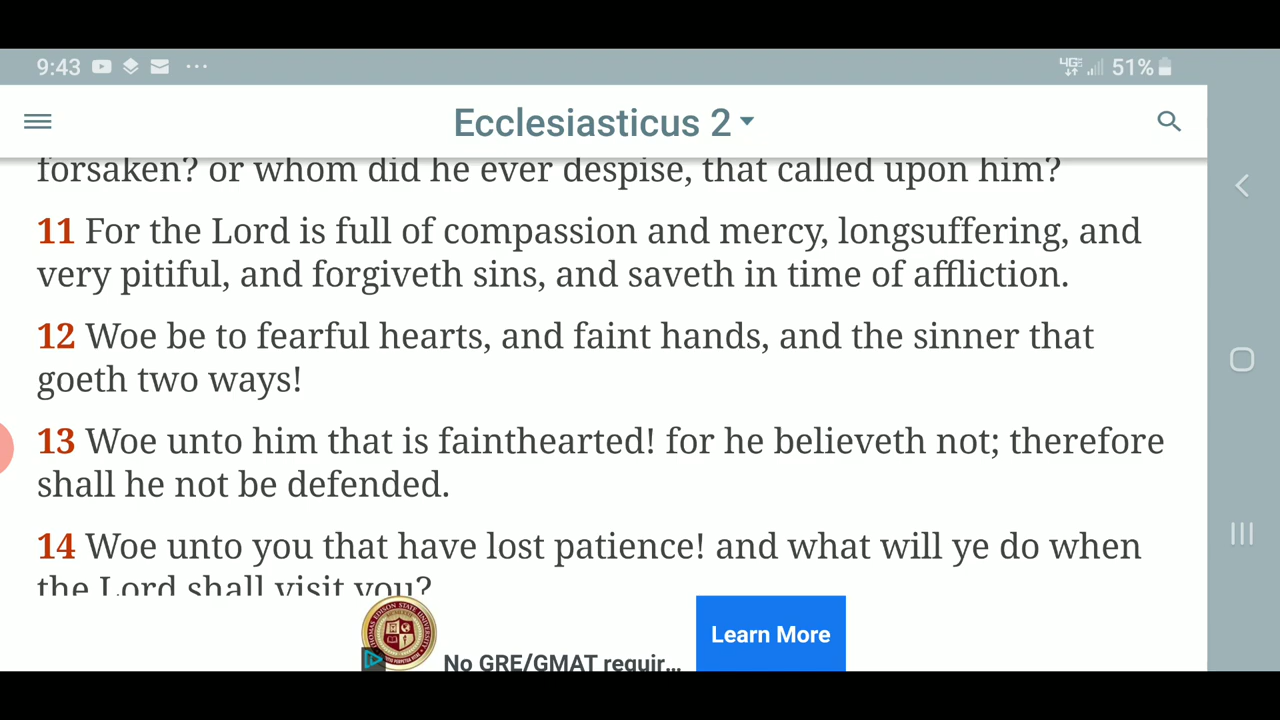 9:43 ... 4GE 51%
Ecclesiasticus 2
forsaken? or whom did he ever despise, that called upon him?
11 For the Lord is full of compassion and mercy, longsuffering, and
very pitiful, and forgiveth sins, and saveth in time of affliction.
12 Woe be to fearful hearts, and faint hands, and the sinner that
goeth two ways!
13 Woe unto him that is fainthearted! for he believeth not; therefore
shall he not be defended.
14 Woe unto you that have lost patience! and what will ye do when
the Lord shall visit you?
THOMAS EDISON STATE UNIVERSITY
Learn More
No GRE/GMAT requir...